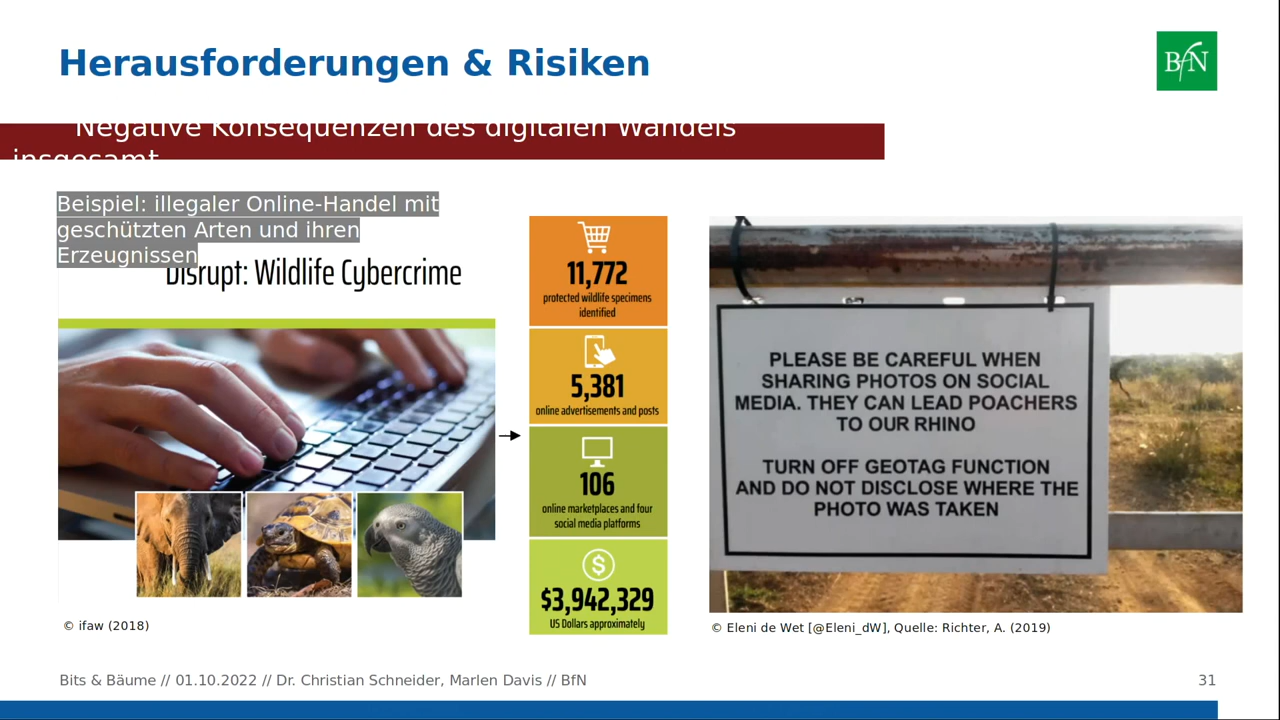 Herausforderungen & Risiken
BfN
Negative Konsequenzen des digitalen Wandels
insgesamt
Beispiel: illegaler Online-Handel mit
geschützten Arten und ihren
Erzeugnissen
Disrupt: Wildlife Cybercrime
11,772
protected wildlife specimens
identified
5,381
online advertisements and posts
106
online marketplaces and four
social media platforms
$3,942,329
US Dollars approximately
PLEASE BE CAREFUL WHEN
SHARING PHOTOS ON SOCIAL
MEDIA. THEY CAN LEAD POACHERS
TO OUR RHINO
TURN OFF GEOTAG FUNCTION
AND DO NOT DISCLOSE WHERE THE
PHOTO WAS TAKEN
© ifaw (2018)
© Eleni de Wet [@Eleni_dW], Quelle: Richter, A. (2019)
Bits & Bäume // 01.10.2022 // Dr. Christian Schneider, Marlen Davis // BfN
31